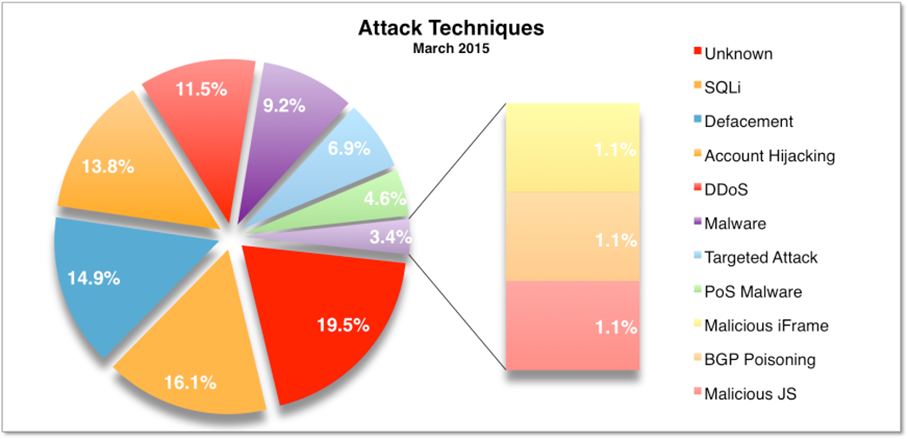 Attack Techniques
March 2015
11.5%
9.2%
6.9%
4.6%
3.4%
19.5%
16.1%
14.9%
13.8%
1.1%
1.1%
1.1%
Unknown
SQLi
Defacement
Account Hijacking
DDoS
Malware
Targeted Attack
PoS Malware
Malicious iFrame
BGP Poisoning
Malicious JS